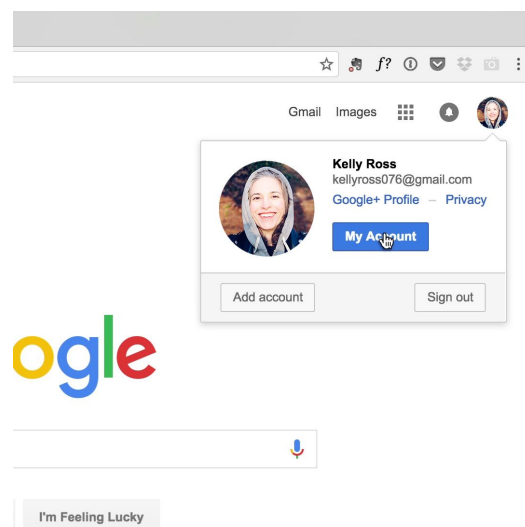 f?
Gmail Images
Kelly Ross
kellyross076@gmail.com
Google+ Profile – Privacy
My Account
Add account Sign out
ogle
I'm Feeling Lucky